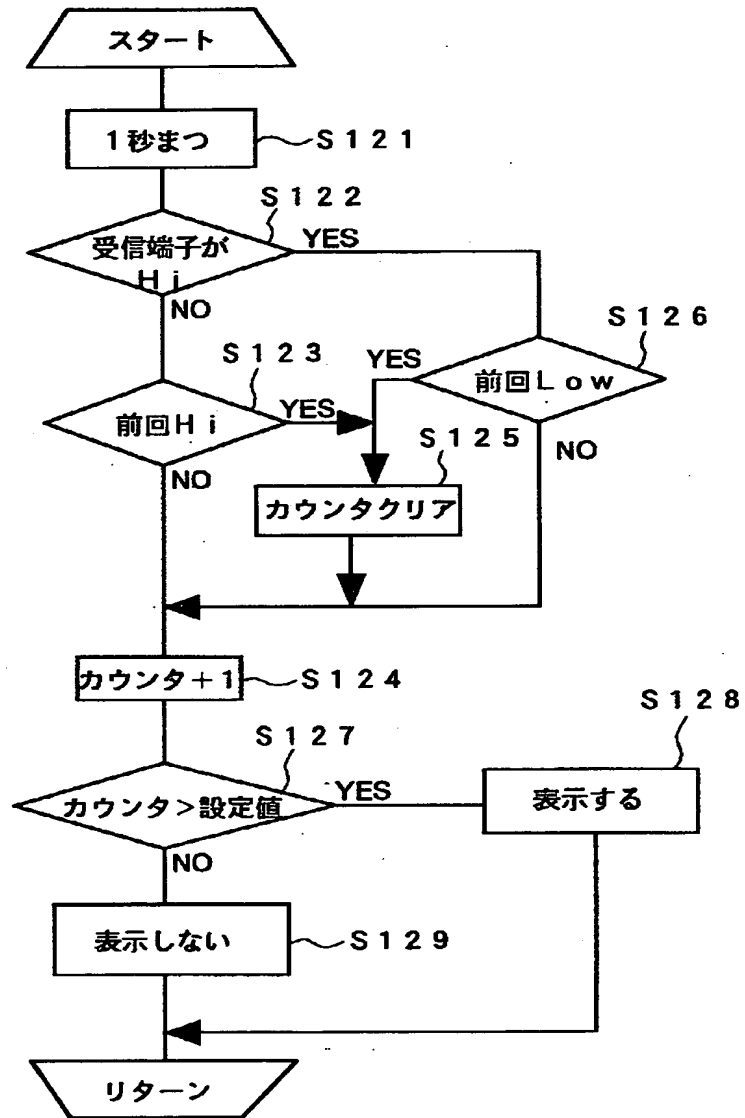 スタート
1秒まつ
S121
S122
受信端子が
Hi
YES
NO
S126
S123
YES
前回Low
前回Hi
YES
S125
NO
NO
カウンタクリア
カウンタ+1
S124
S128
S127
カウンタ>設定値
YES
表示する
NO
表示しない
S129
リターン